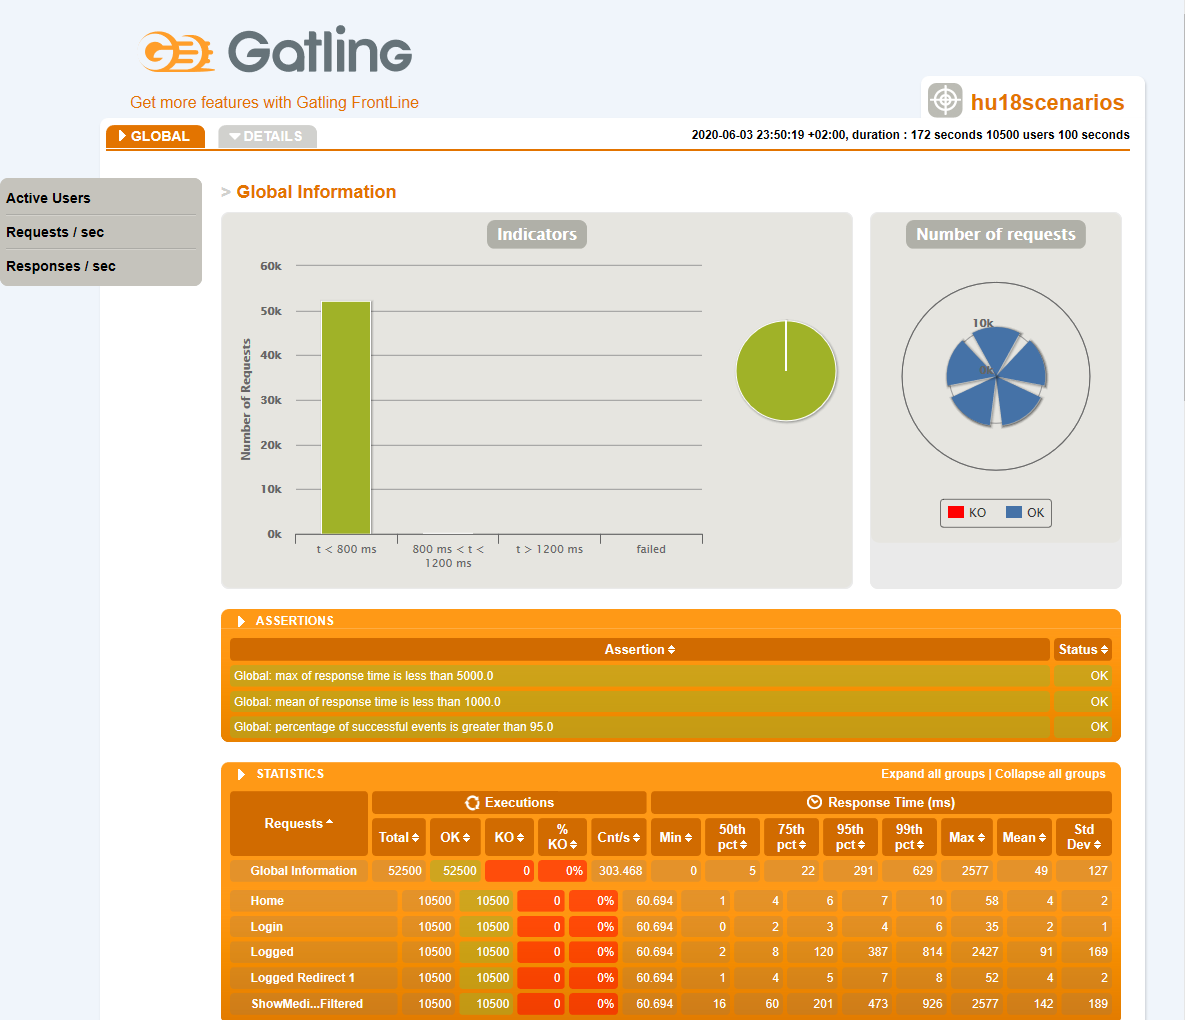 Gatling
Get more features with Gatling FrontLine
hu18scenarios
GLOBAL DETAILS 2020-06-03 23:50:19 +02:00, duration : 172 seconds 10500 users 100 seconds
Active Users
Requests / sec
Responses / sec
> Global Information
Indicators
60k
50k
40k
30k
20k
10k
0k
Number of Requests
t < 800 ms
800 ms < t <
1200 ms
t > 1200 ms
failed
Number of requests
10k
0k
KO OK
ASSERTIONS
Assertion Status
Global: max of response time is less than 5000.0 OK
Global: mean of response time is less than 1000.0 OK
Global: percentage of successful events is greater than 95.0 OK
STATISTICS Expand all groups | Collapse all groups
Requests Executions Response Time (ms)
Total OK KO % KO Cnt/s Min 50th pct 75th pct 95th pct 99th pct Max Mean Std Dev
Global Information 52500 52500 0 0% 303.468 0 5 22 291 629 2577 49 127
Home 10500 10500 0 0% 60.694 1 4 6 7 10 58 4 2
Login 10500 10500 0 0% 60.694 0 2 3 4 6 35 2 1
Logged 10500 10500 0 0% 60.694 2 8 120 387 814 2427 91 169
Logged Redirect 1 10500 10500 0 0% 60.694 1 4 5 7 8 52 4 2
ShowMedi...Filtered 10500 10500 0 0% 60.694 16 60 201 473 926 2577 142 189